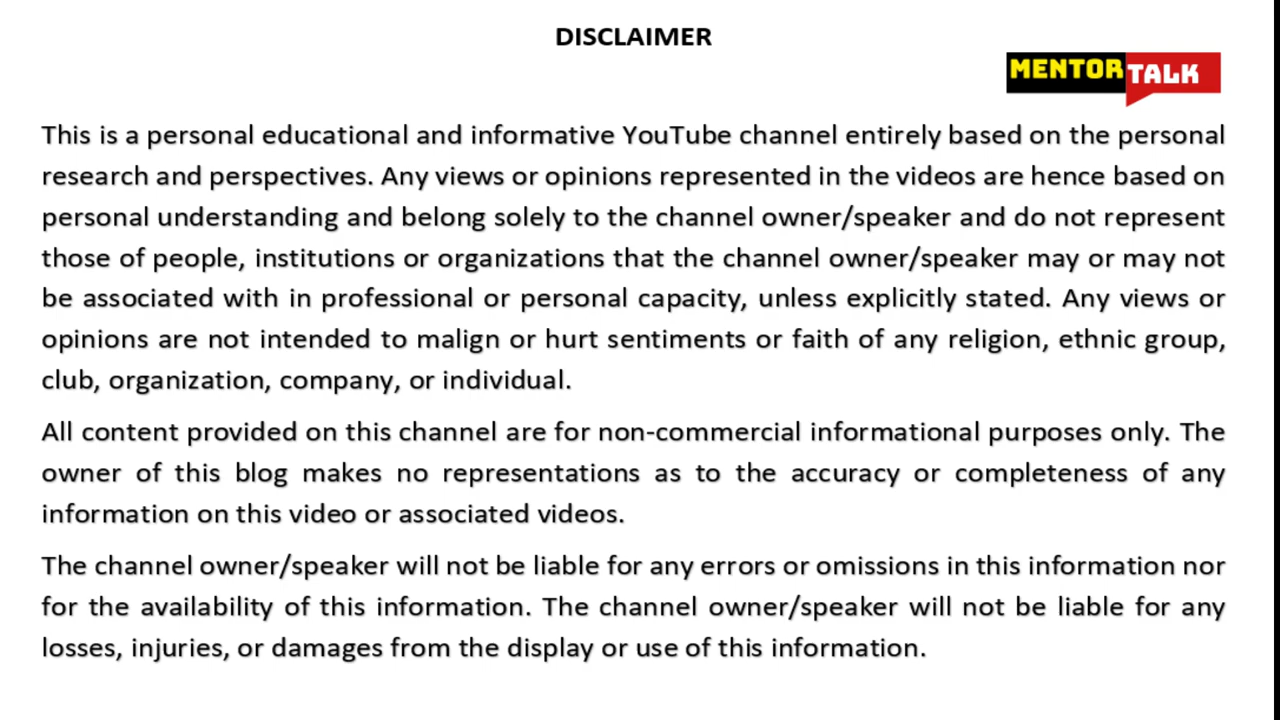 DISCLAIMER
MENTOR TALK
This is a personal educational and informative YouTube channel entirely based on the personal
research and perspectives. Any views or opinions represented in the videos are hence based on
personal understanding and belong solely to the channel owner/speaker and do not represent
those of people, institutions or organizations that the channel owner/speaker may or may not
be associated with in professional or personal capacity, unless explicitly stated. Any views or
opinions are not intended to malign or hurt sentiments or faith of any religion, ethnic group,
club, organization, company, or individual.
All content provided on this channel are for non-commercial informational purposes only. The
owner of this blog makes no representations as to the accuracy or completeness of any
information on this video or associated videos.
The channel owner/speaker will not be liable for any errors or omissions in this information nor
for the availability of this information. The channel owner/speaker will not be liable for any
losses, injuries, or damages from the display or use of this information.